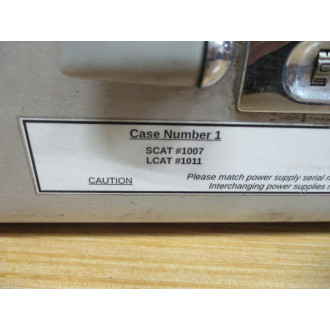 Case Number 1
SCAT #1007
LCAT #1011
CAUTION
Please match power supply serial
Interchanging power supplies